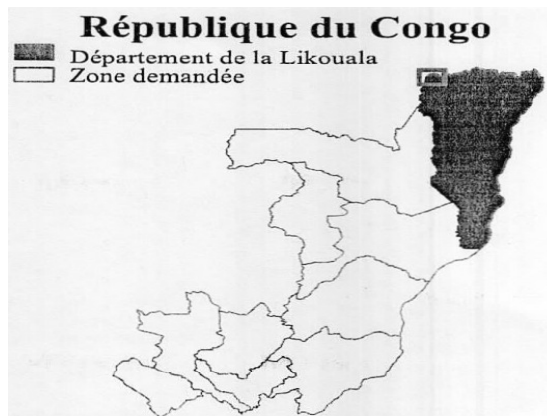 République du Congo
Département de la Likouala
Zone demandée